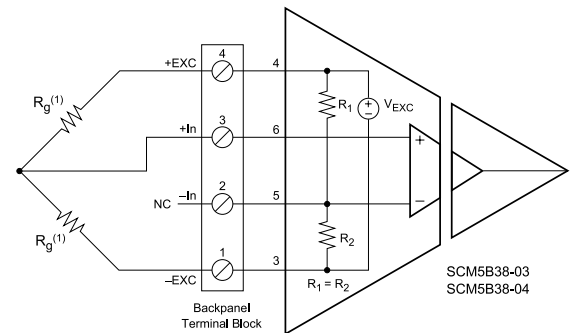 +EXC
4
4
Rg(1)
R1
VEXC
+
−
+In
3
6
+
−In
2
5
−
NC
Rg(1)
R2
1
3
−EXC
R1 = R2
SCM5B38-03
SCM5B38-04
Backpanel
Terminal Block